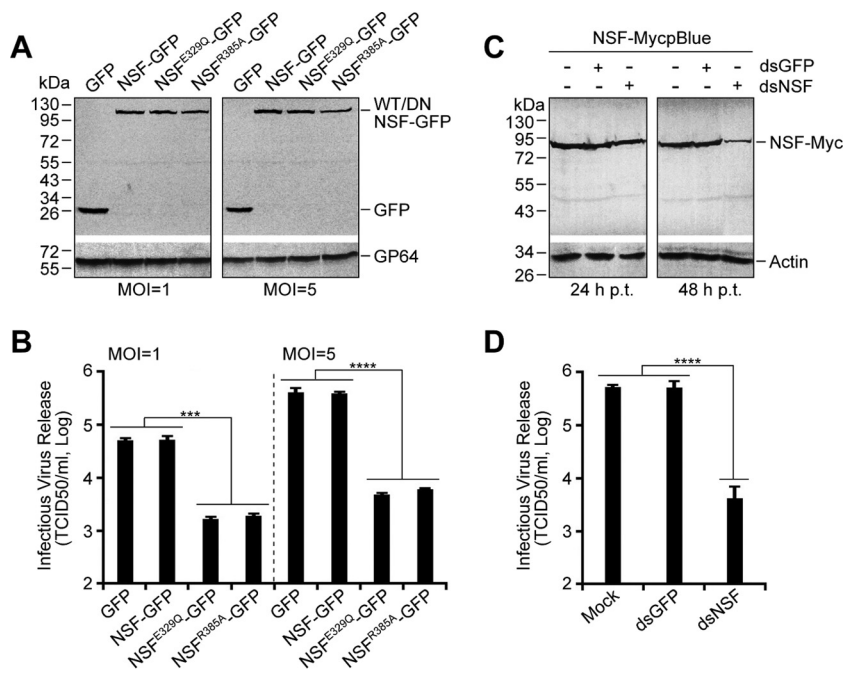 A
GFP
NSF-GFP
NSFE329Q-GFP
NSFR385A-GFP
GFP
NSF-GFP
NSFE329Q-GFP
NSFR385A-GFP
kDa
130
95
72
55
43
34
26
72
55
WT/DN
NSF-GFP
GFP
GP64
MOI=1
MOI=5
C
NSF-MycpBlue
- + - - + - dsGFP
- - + - - + dsNSF
kDa
130
95
72
55
43
34
26
NSF-Myc
Actin
24 h p.t.
48 h p.t.
B
MOI=1
MOI=5
***
****
Infectious Virus Release
(TCID50/ml, Log)
6
5
4
3
2
GFP
NSF-GFP
NSFE329Q-GFP
NSFR385A-GFP
GFP
NSF-GFP
NSFE329Q-GFP
NSFR385A-GFP
D
****
Infectious Virus Release
(TCID50/ml, Log)
6
5
4
3
2
Mock
dsGFP
dsNSF